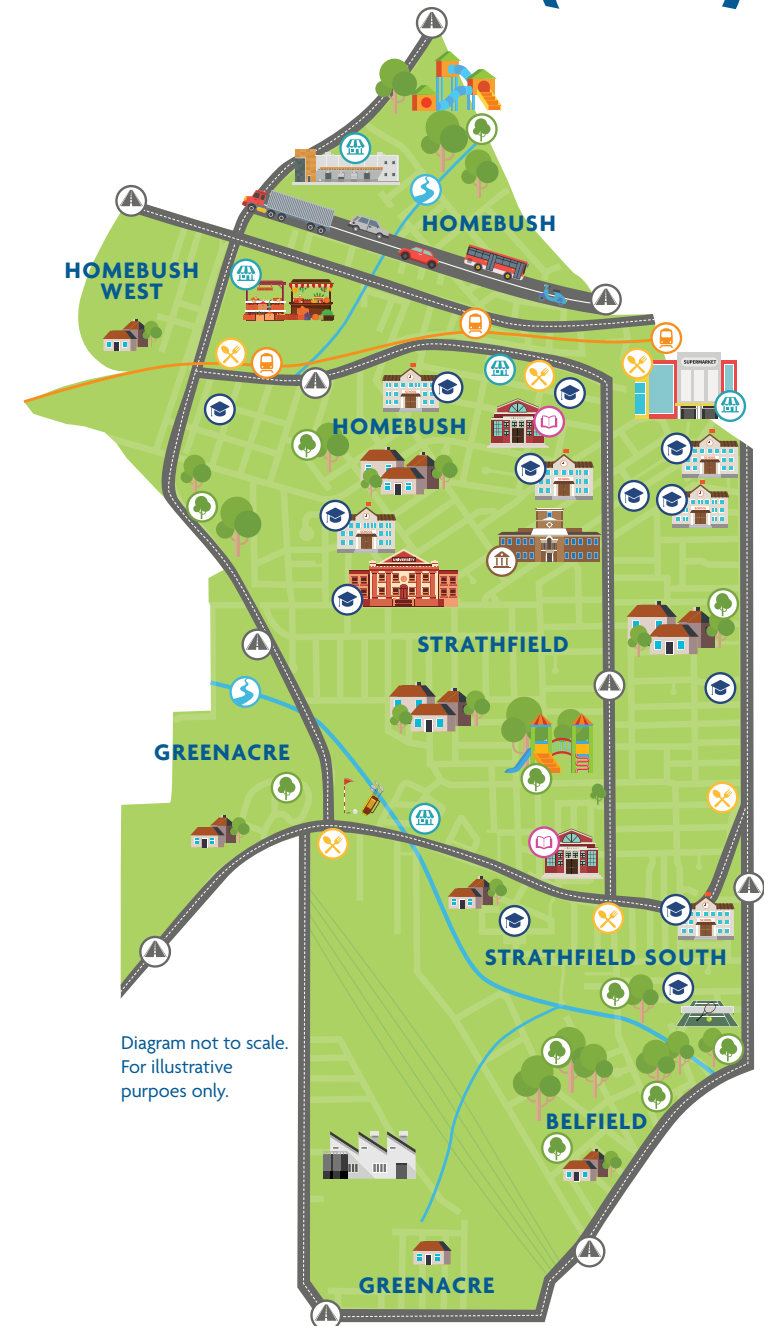 HOMEBUSH
HOMEBUSH
WEST
SUPERMARKET
HOMEBUSH
UNIVERSITY
STRATHFIELD
GREENACRE
STRATHFIELD SOUTH
Diagram not to scale.
For illustrative
purpoes only.
BELFIELD
GREENACRE